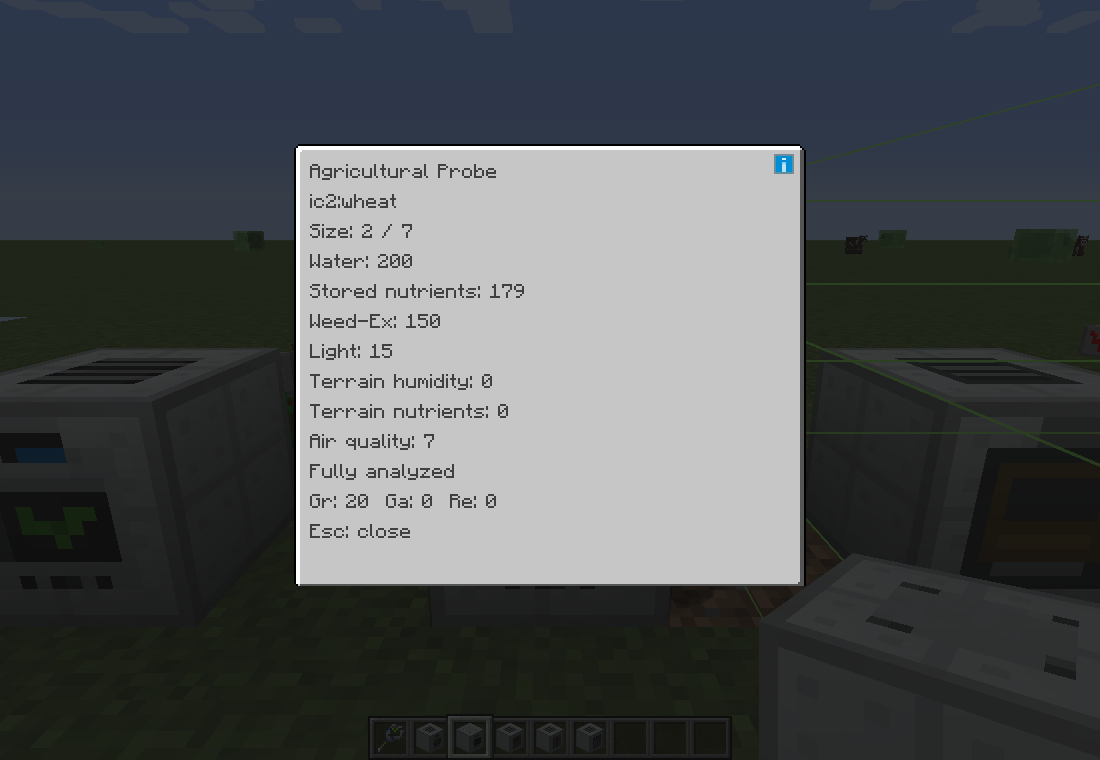 Agricultural Probe
ic2:wheat
Size: 2 / 7
Water: 200
Stored nutrients: 179
Weed-Ex: 150
Light: 15
Terrain humidity: 0
Terrain nutrients: 0
Air quality: 7
Fully analyzed
Gr: 20 Ga: 0 Re: 0
Esc: close